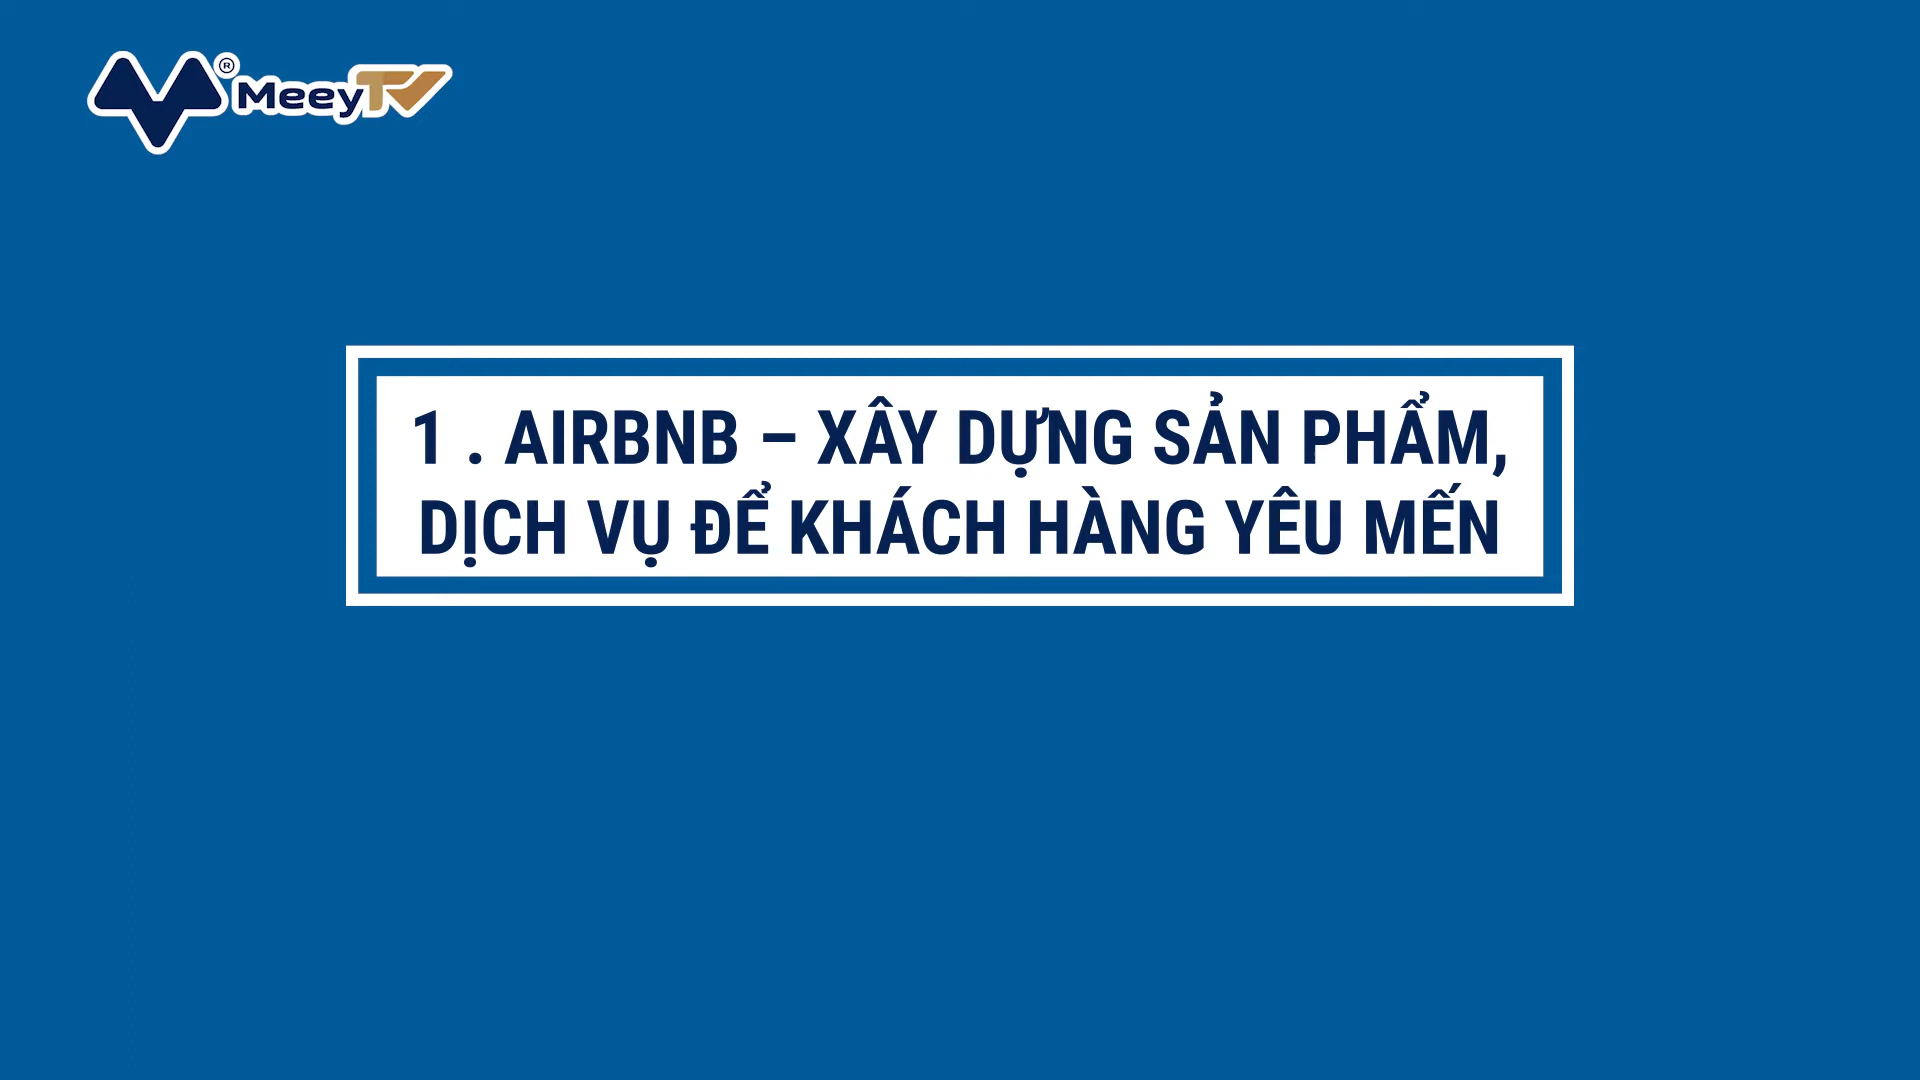 ® MeeyTV
1 . AIRBNB – XÂY DỰNG SẢN PHẨM,
DỊCH VỤ ĐỂ KHÁCH HÀNG YÊU MẾN